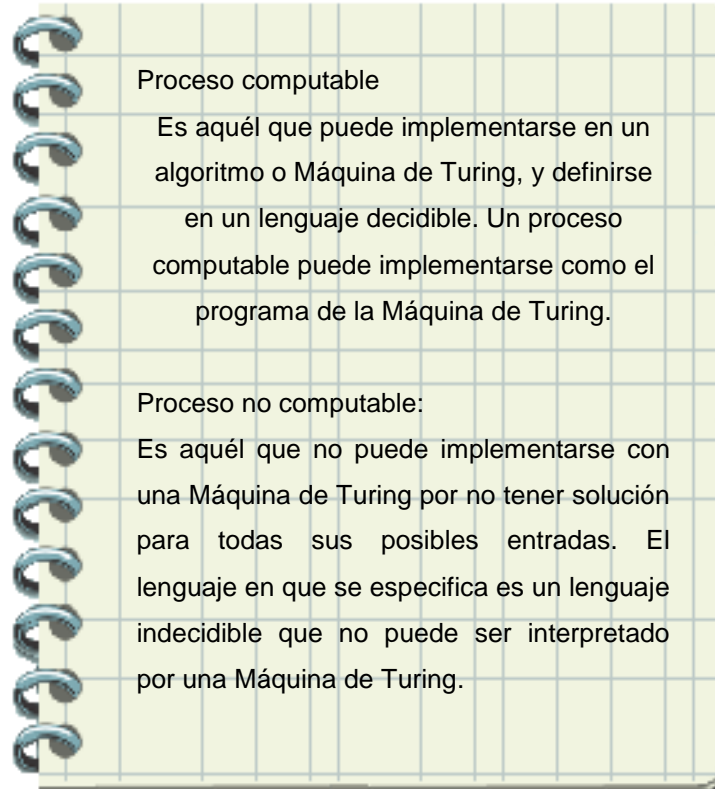 Proceso computable
Es aquél que puede implementarse en un
algoritmo o Máquina de Turing, y definirse
en un lenguaje decidible. Un proceso
computable puede implementarse como el
programa de la Máquina de Turing.
Proceso no computable:
Es aquél que no puede implementarse con
una Máquina de Turing por no tener solución
para todas sus posibles entradas. El
lenguaje en que se especifica es un lenguaje
indecidible que no puede ser interpretado
por una Máquina de Turing.